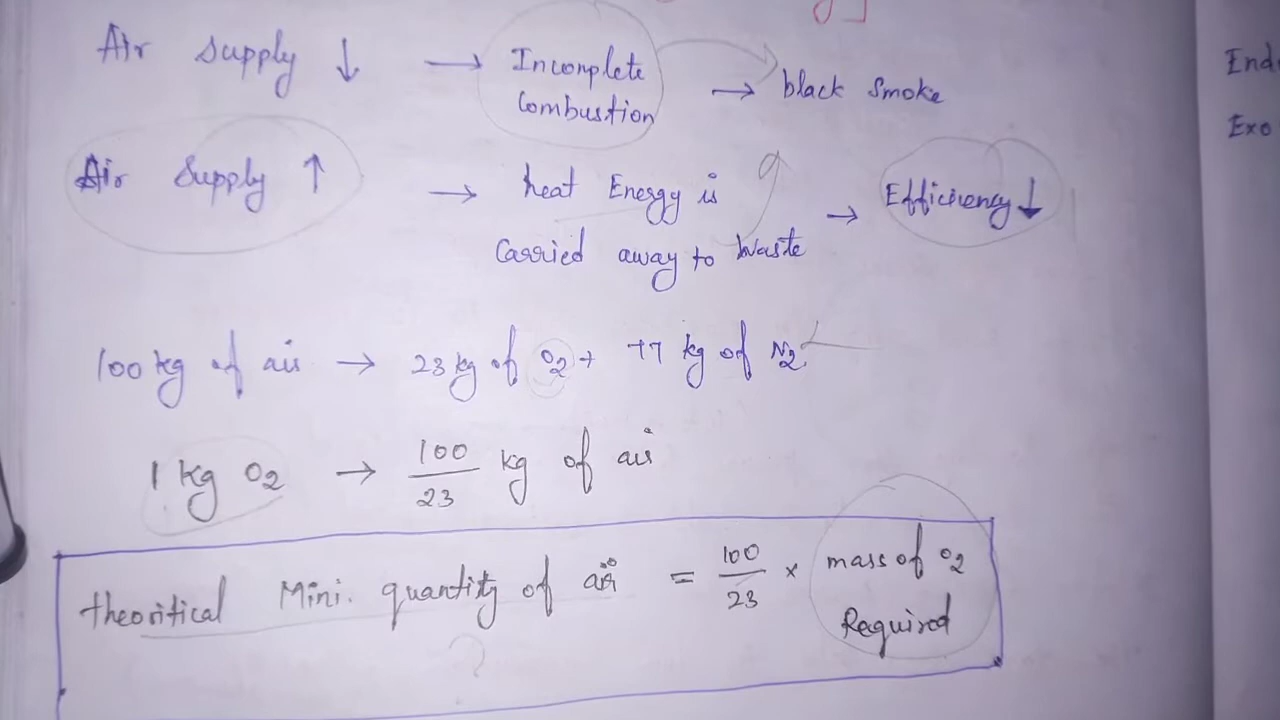 Air supply ↓ → Incomplete combustion → black smoke
Air supply ↑ → heat Energy is carried away to waste → Efficiency ↓
100 kg of air → 23 kg of O2 + 77 kg of N2
1 kg O2 → 100/23 kg of air
theoritical Mini. quantity of air = 100/23 × mass of O2 Required
?
End
Exo